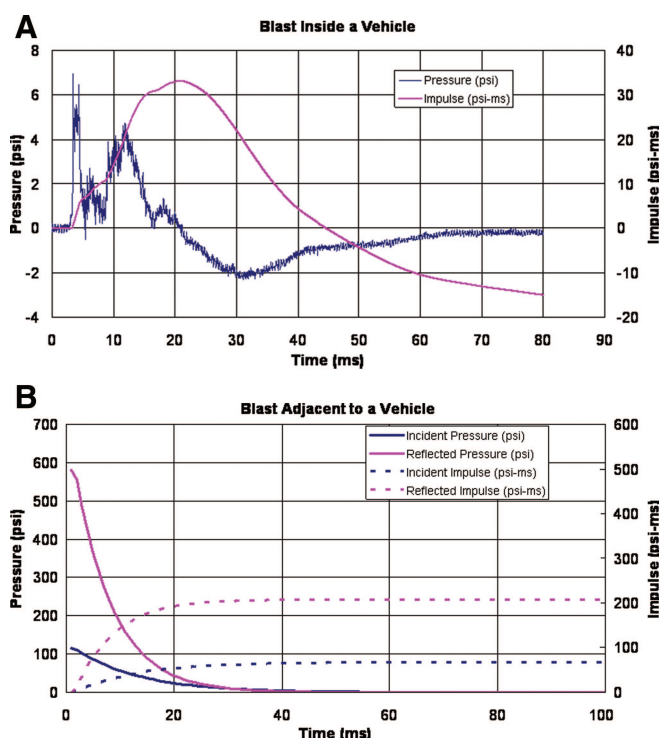 A
Blast Inside a Vehicle
8
6
4
2
0
-2
-4
Pressure (psi)
40
30
20
10
0
-10
-20
Impulse (psi-ms)
Pressure (psi)
Impulse (psi-ms)
0 10 20 30 40 50 60 70 80 90
Time (ms)
B
Blast Adjacent to a Vehicle
700
600
500
400
300
200
100
0
Pressure (psi)
600
500
400
300
200
100
0
Impulse (psi-ms)
Incident Pressure (psi)
Reflected Pressure (psi)
Incident Impulse (psi-ms)
Reflected Impulse (psi-ms)
0 20 40 60 80 100
Time (ms)